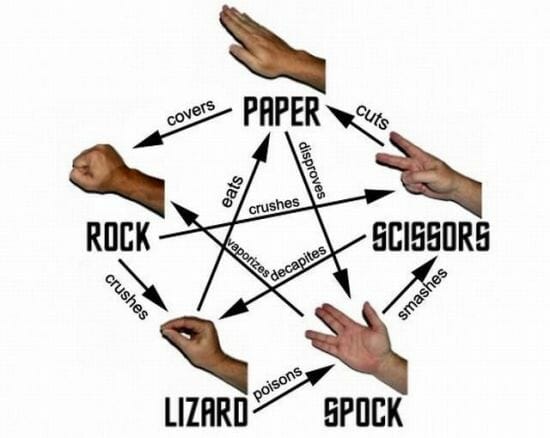 covers
PAPER
cuts
eats
disproves
crushes
ROCK
SCISSORS
vaporizes
decapites
crushes
smashes
poisons
LIZARD
SPOCK